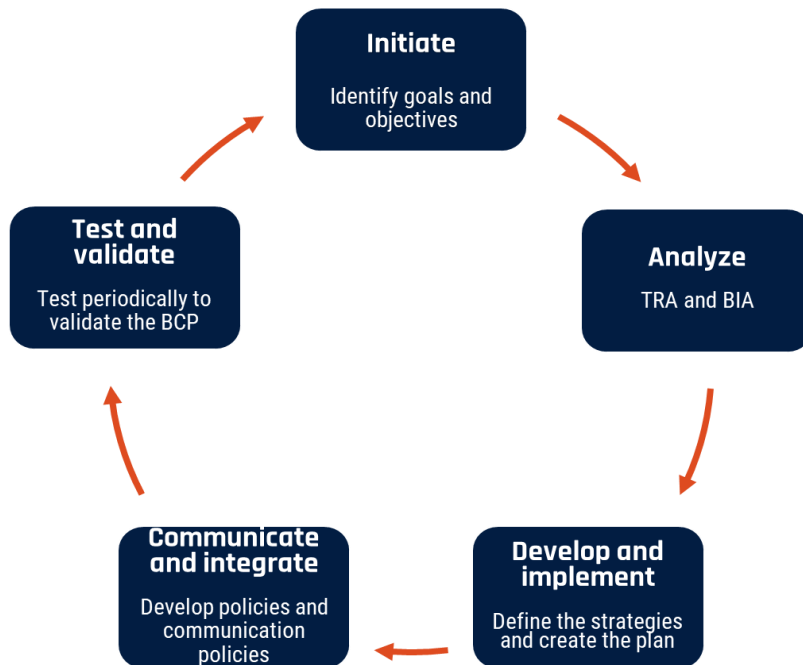 Initiate
Identify goals and
objectives
Analyze
TRA and BIA
Develop and
implement
Define the strategies
and create the plan
Communicate
and integrate
Develop policies and
communication
policies
Test and
validate
Test periodically to
validate the BCP